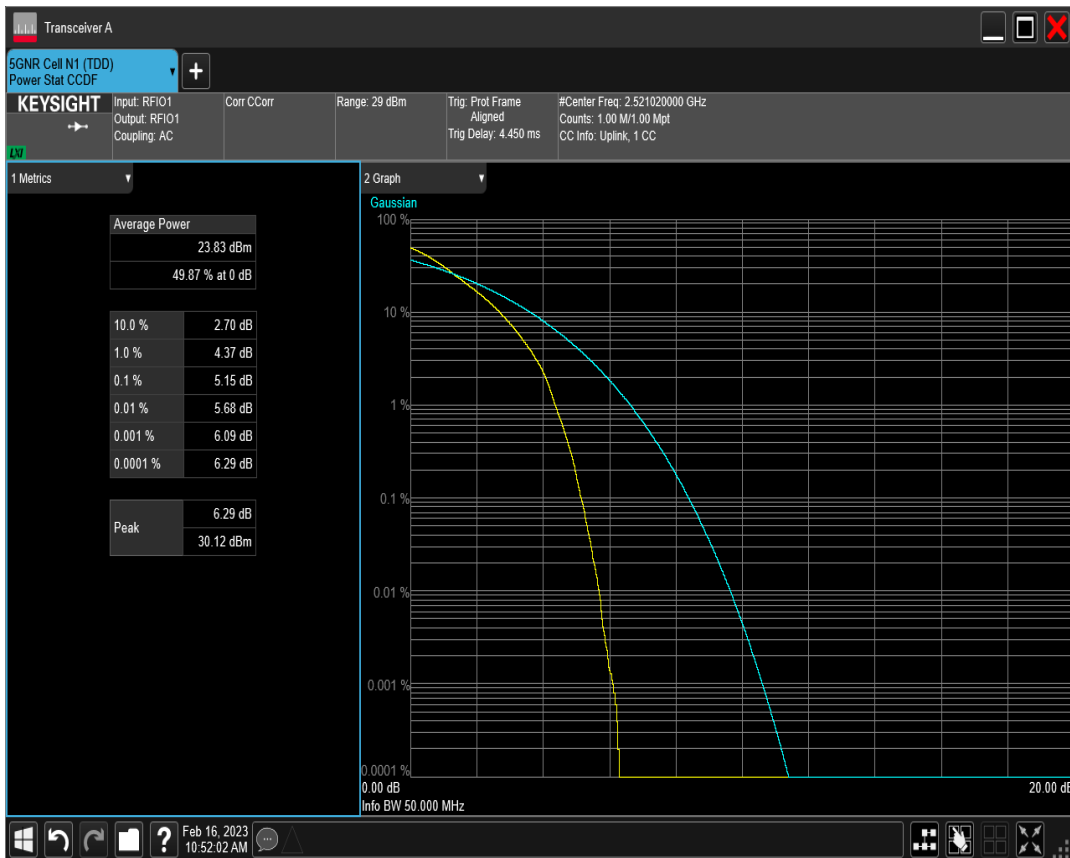 Transceiver A
5GNR Cell N1 (TDD)
Power Stat CCDF
+
KEYSIGHT
LXI
Input: RFIO1
Output: RFIO1
Coupling: AC
Corr CCorr
Range: 29 dBm
Trig: Prot Frame
Aligned
Trig Delay: 4.450 ms
#Center Freq: 2.521020000 GHz
Counts: 1.00 M/1.00 Mpt
CC Info: Uplink, 1 CC
1 Metrics
Average Power
23.83 dBm
49.87 % at 0 dB
10.0 % 2.70 dB
1.0 % 4.37 dB
0.1 % 5.15 dB
0.01 % 5.68 dB
0.001 % 6.09 dB
0.0001 % 6.29 dB
Peak
6.29 dB
30.12 dBm
2 Graph
Gaussian
100 %
10 %
1 %
0.1 %
0.01 %
0.001 %
0.0001 %
0.00 dB
20.00 dB
Info BW 50.000 MHz
?
Feb 16, 2023
10:52:02 AM